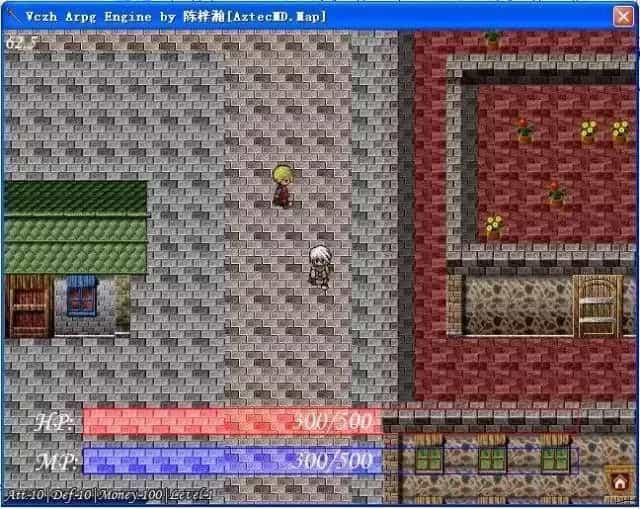 Vczh Arpg Engine by 陈梓瀚[AztecMD.Map]
62.5
HP: 300/500
MP: 300/500
Att-10|Def-10|Money-100|Level-1